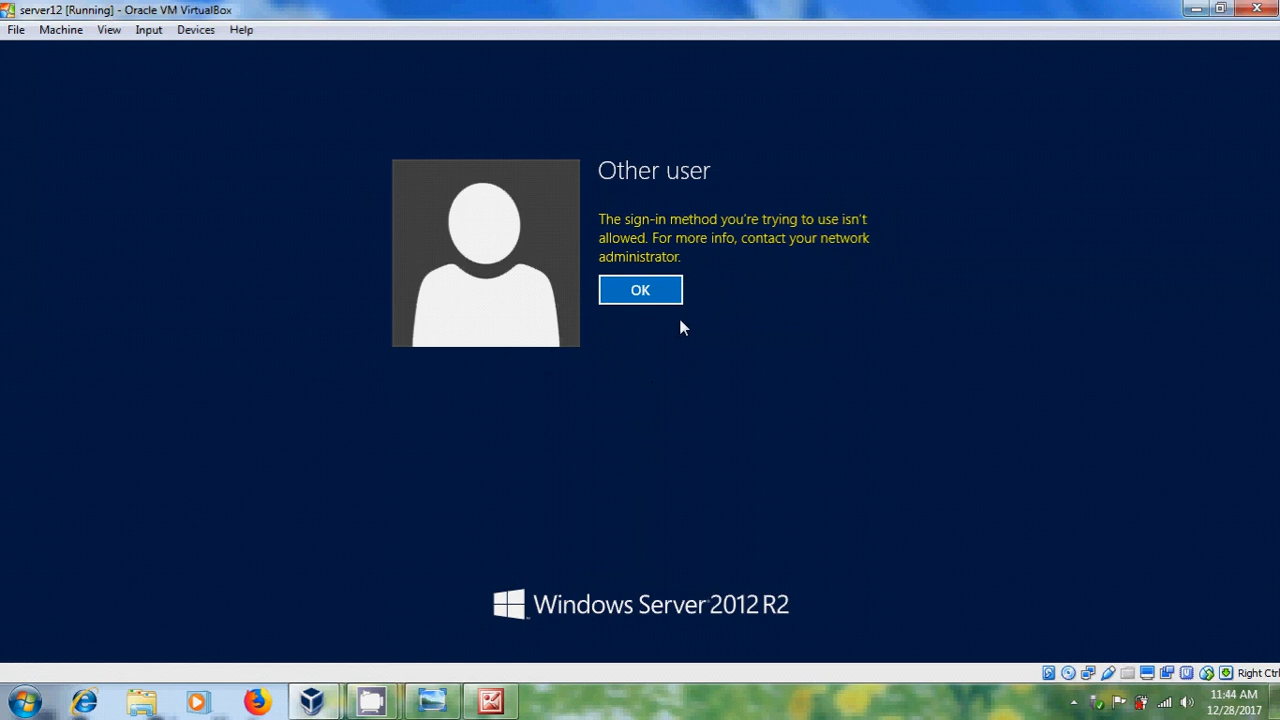 server12 [Running] - Oracle VM VirtualBox
File Machine View Input Devices Help
Other user
The sign-in method you're trying to use isn't
allowed. For more info, contact your network
administrator.
OK
Windows Server 2012 R2
Right Ctrl
11:44 AM
12/28/2017